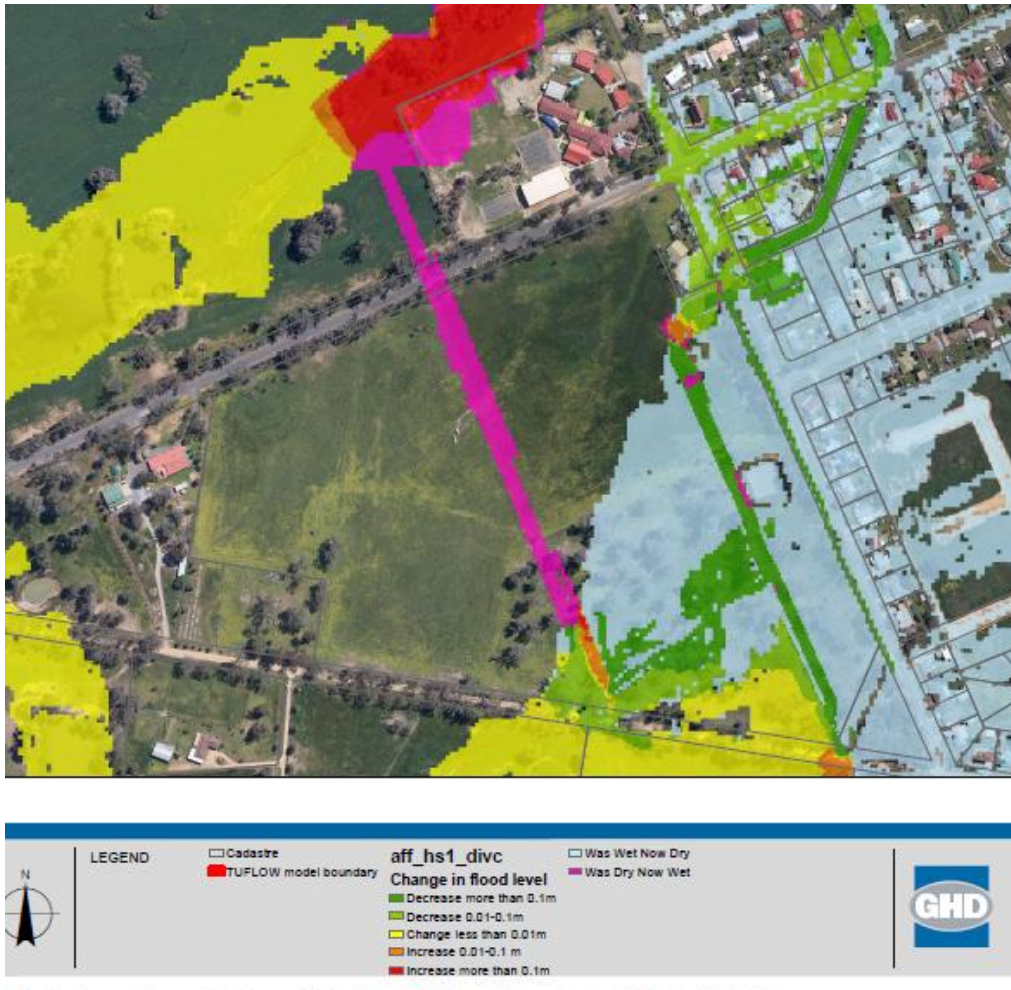 LEGEND
Cadastre
TUFLOW model boundary
aff_hs1_divc
Change in flood level
Decrease more than 0.1m
Decrease 0.01-0.1m
Change less than 0.01m
Increase 0.01-0.1 m
Increase more than 0.1m
Was Wet Now Dry
Was Dry Now Wet
N
GHD